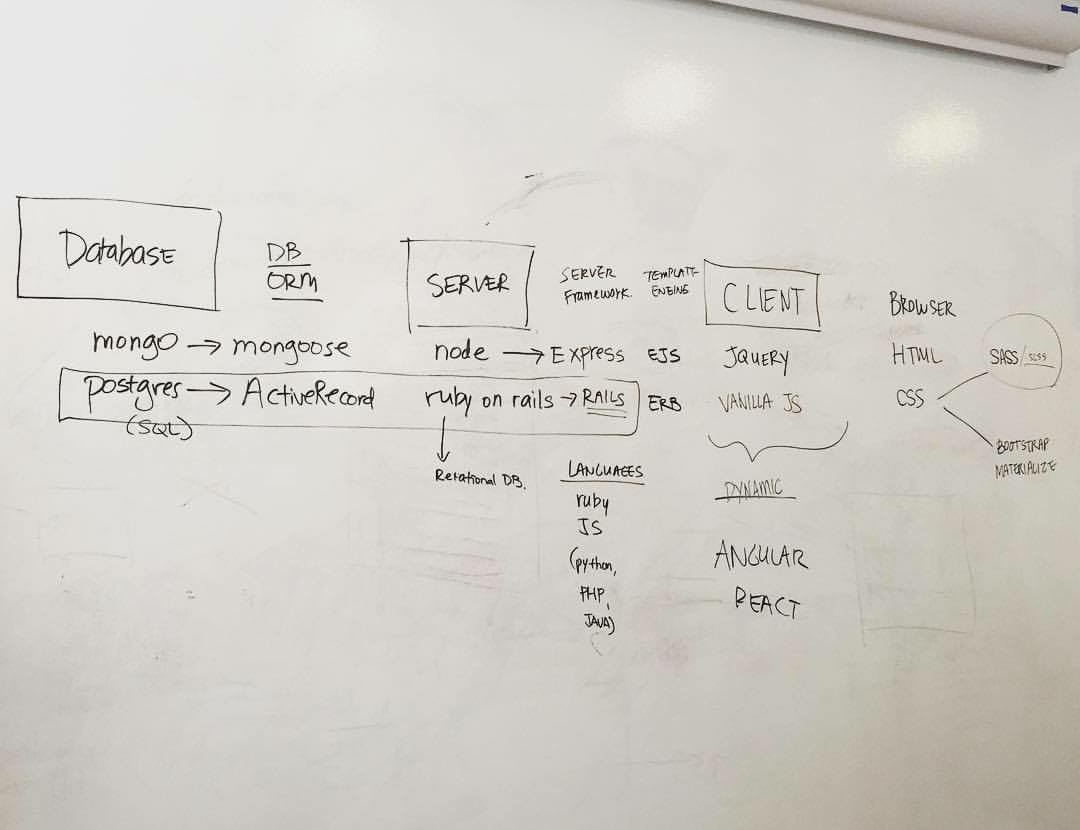 Database
DB
ORM
SERVER
SERVER
Framework.
TEMPLATE
ENGINE
CLIENT
BROWSER
mongo → mongoose
node → Express
EJS
JQUERY
HTML
SASS/SCSS
postgres → ActiveRecord
(SQL)
ruby on rails → RAILS
ERB
VANILLA JS
CSS
BOOTSTRAP
MATERIALIZE
Relational DB.
LANGUAGES
ruby
JS
(python,
PHP,
JAVA)
DYNAMIC
ANGULAR
REACT